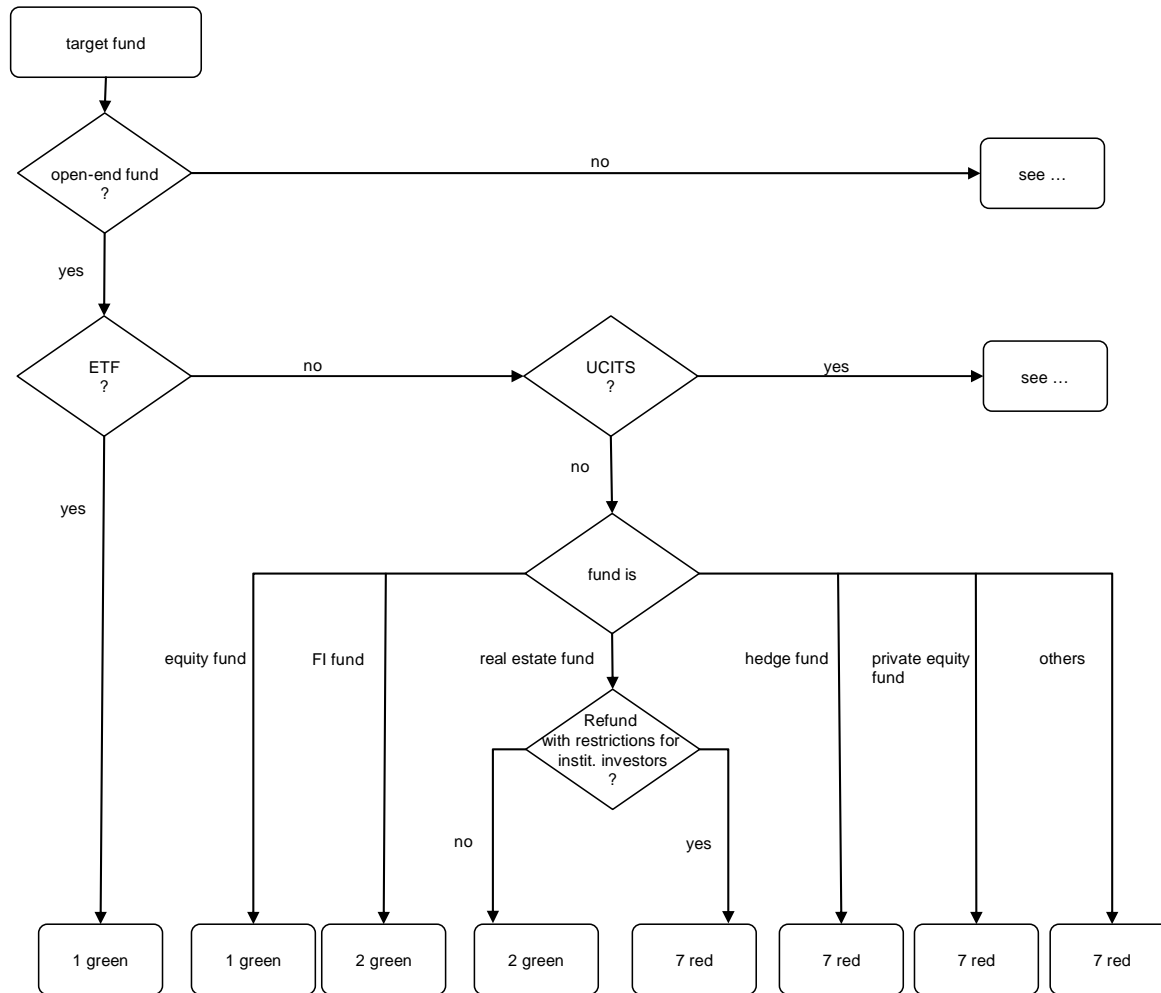 target fund
open-end fund
?
no
see …
yes
ETF
?
no
UCITS
?
yes
see …
no
yes
fund is
equity fund
FI fund
real estate fund
hedge fund
private equity
fund
others
Refund
with restrictions for
instit. investors
?
no
yes
1 green
1 green
2 green
2 green
7 red
7 red
7 red
7 red